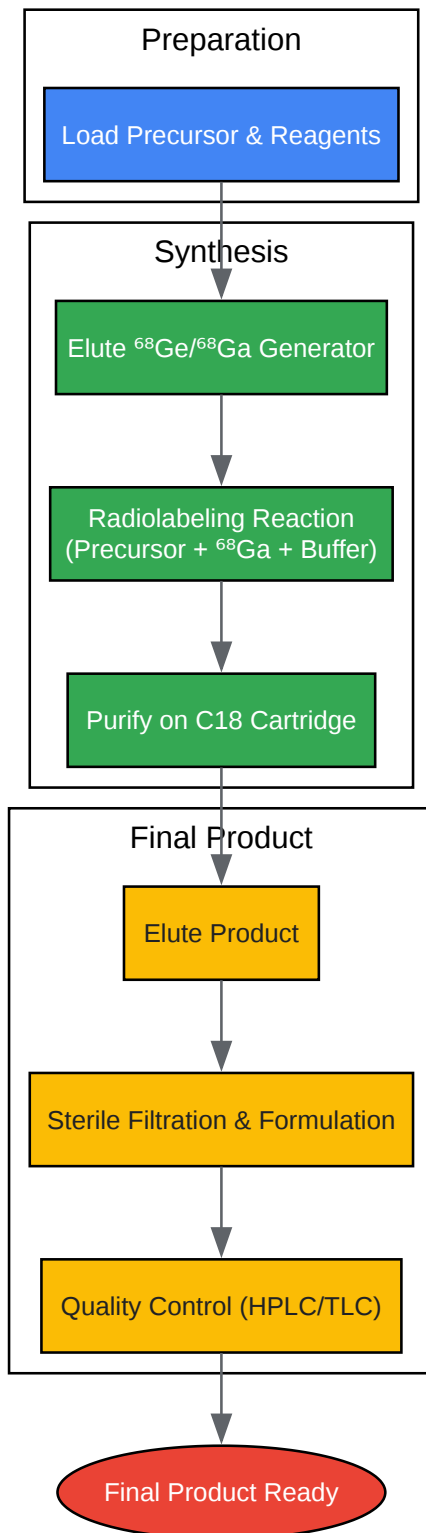 Preparation
Load Precursor & Reagents
Synthesis
Elute ⁶⁸Ge/⁶⁸Ga Generator
Radiolabeling Reaction
(Precursor + ⁶⁸Ga + Buffer)
Purify on C18 Cartridge
Final Product
Elute Product
Sterile Filtration & Formulation
Quality Control (HPLC/TLC)
Final Product Ready